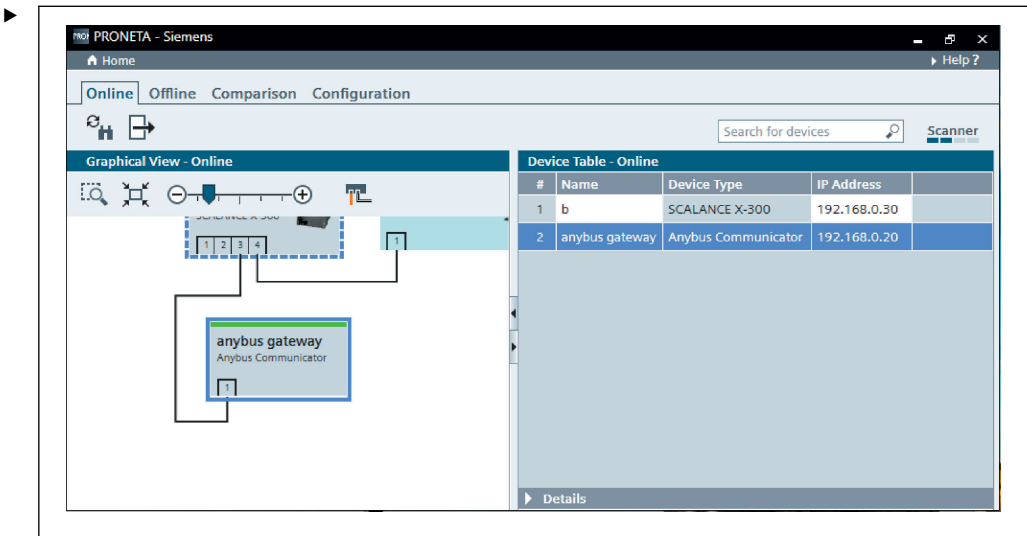 PRONETA - Siemens
Home
Help ?
Online Offline Comparison Configuration
Search for devices
Scanner
Graphical View - Online
Device Table - Online
# Name Device Type IP Address
1 b SCALANCE X-300 192.168.0.30
2 anybus gateway Anybus Communicator 192.168.0.20
SCALANCE X-300
1 2 3 4
1
anybus gateway
Anybus Communicator
1
Details